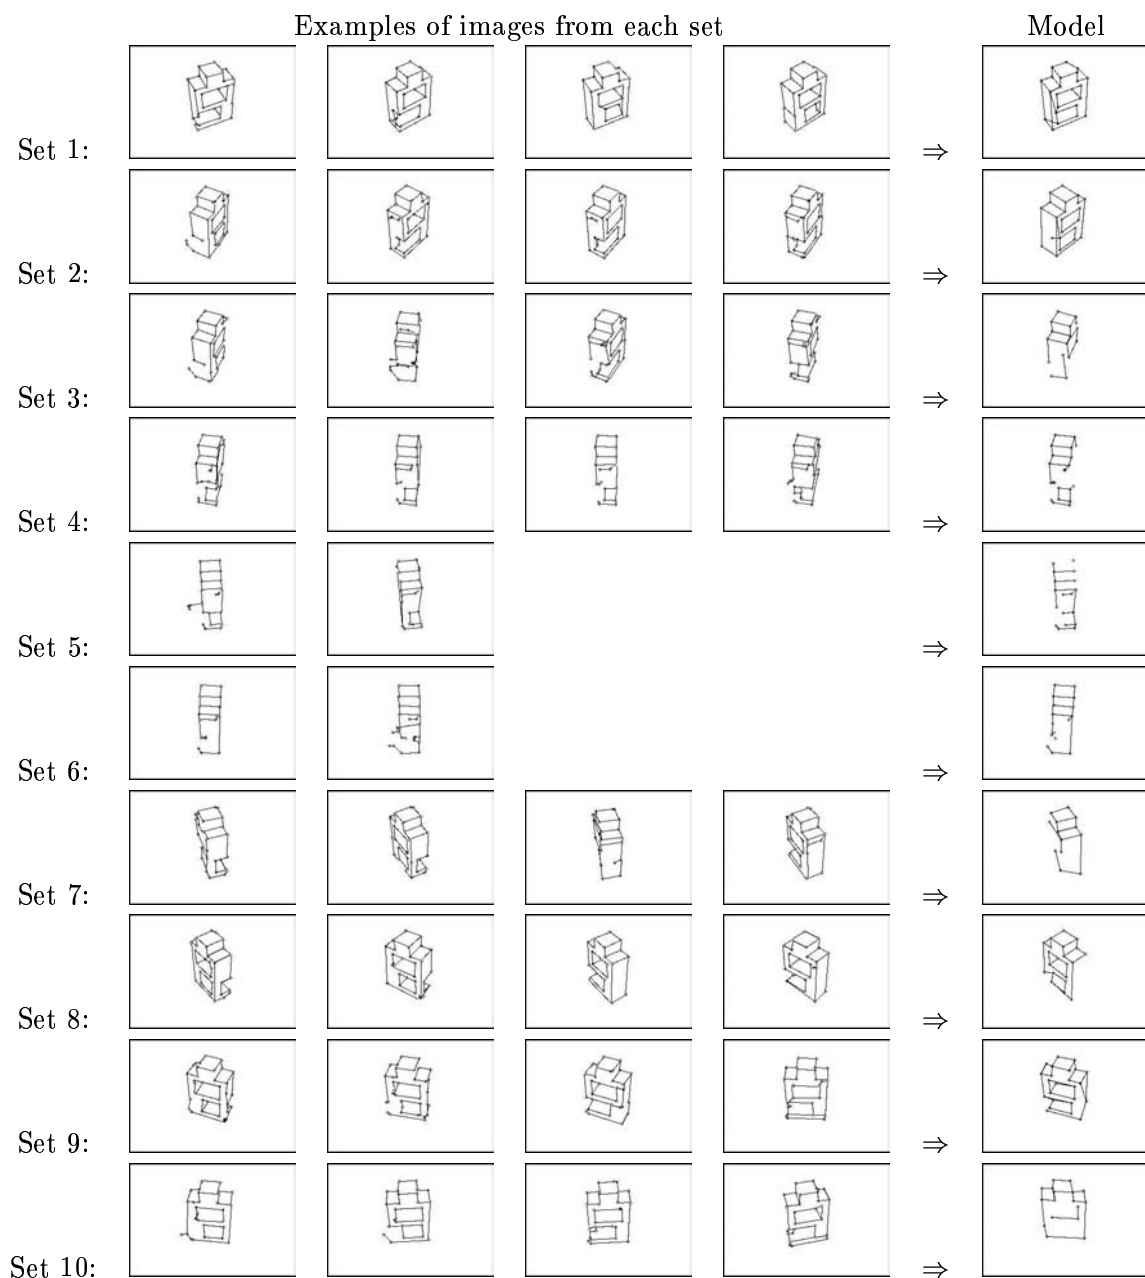 Examples of images from each set Model
Set 1: ⇒
Set 2: ⇒
Set 3: ⇒
Set 4: ⇒
Set 5: ⇒
Set 6: ⇒
Set 7: ⇒
Set 8: ⇒
Set 9: ⇒
Set 10: ⇒